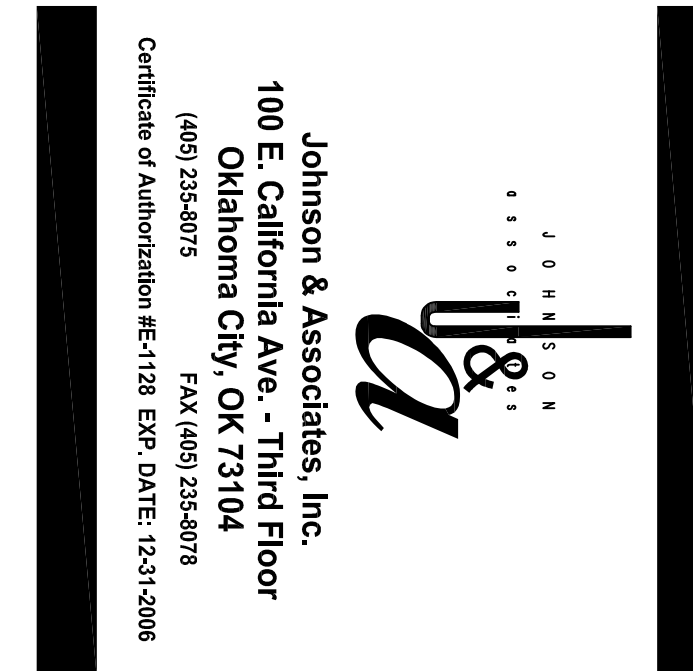 JOHNSON
associates
J&a
Johnson & Associates, Inc.
100 E. California Ave. - Third Floor
Oklahoma City, OK 73104
(405) 235-8075 FAX (405) 235-8078
Certificate of Authorization #E-1128 EXP. DATE: 12-31-2006